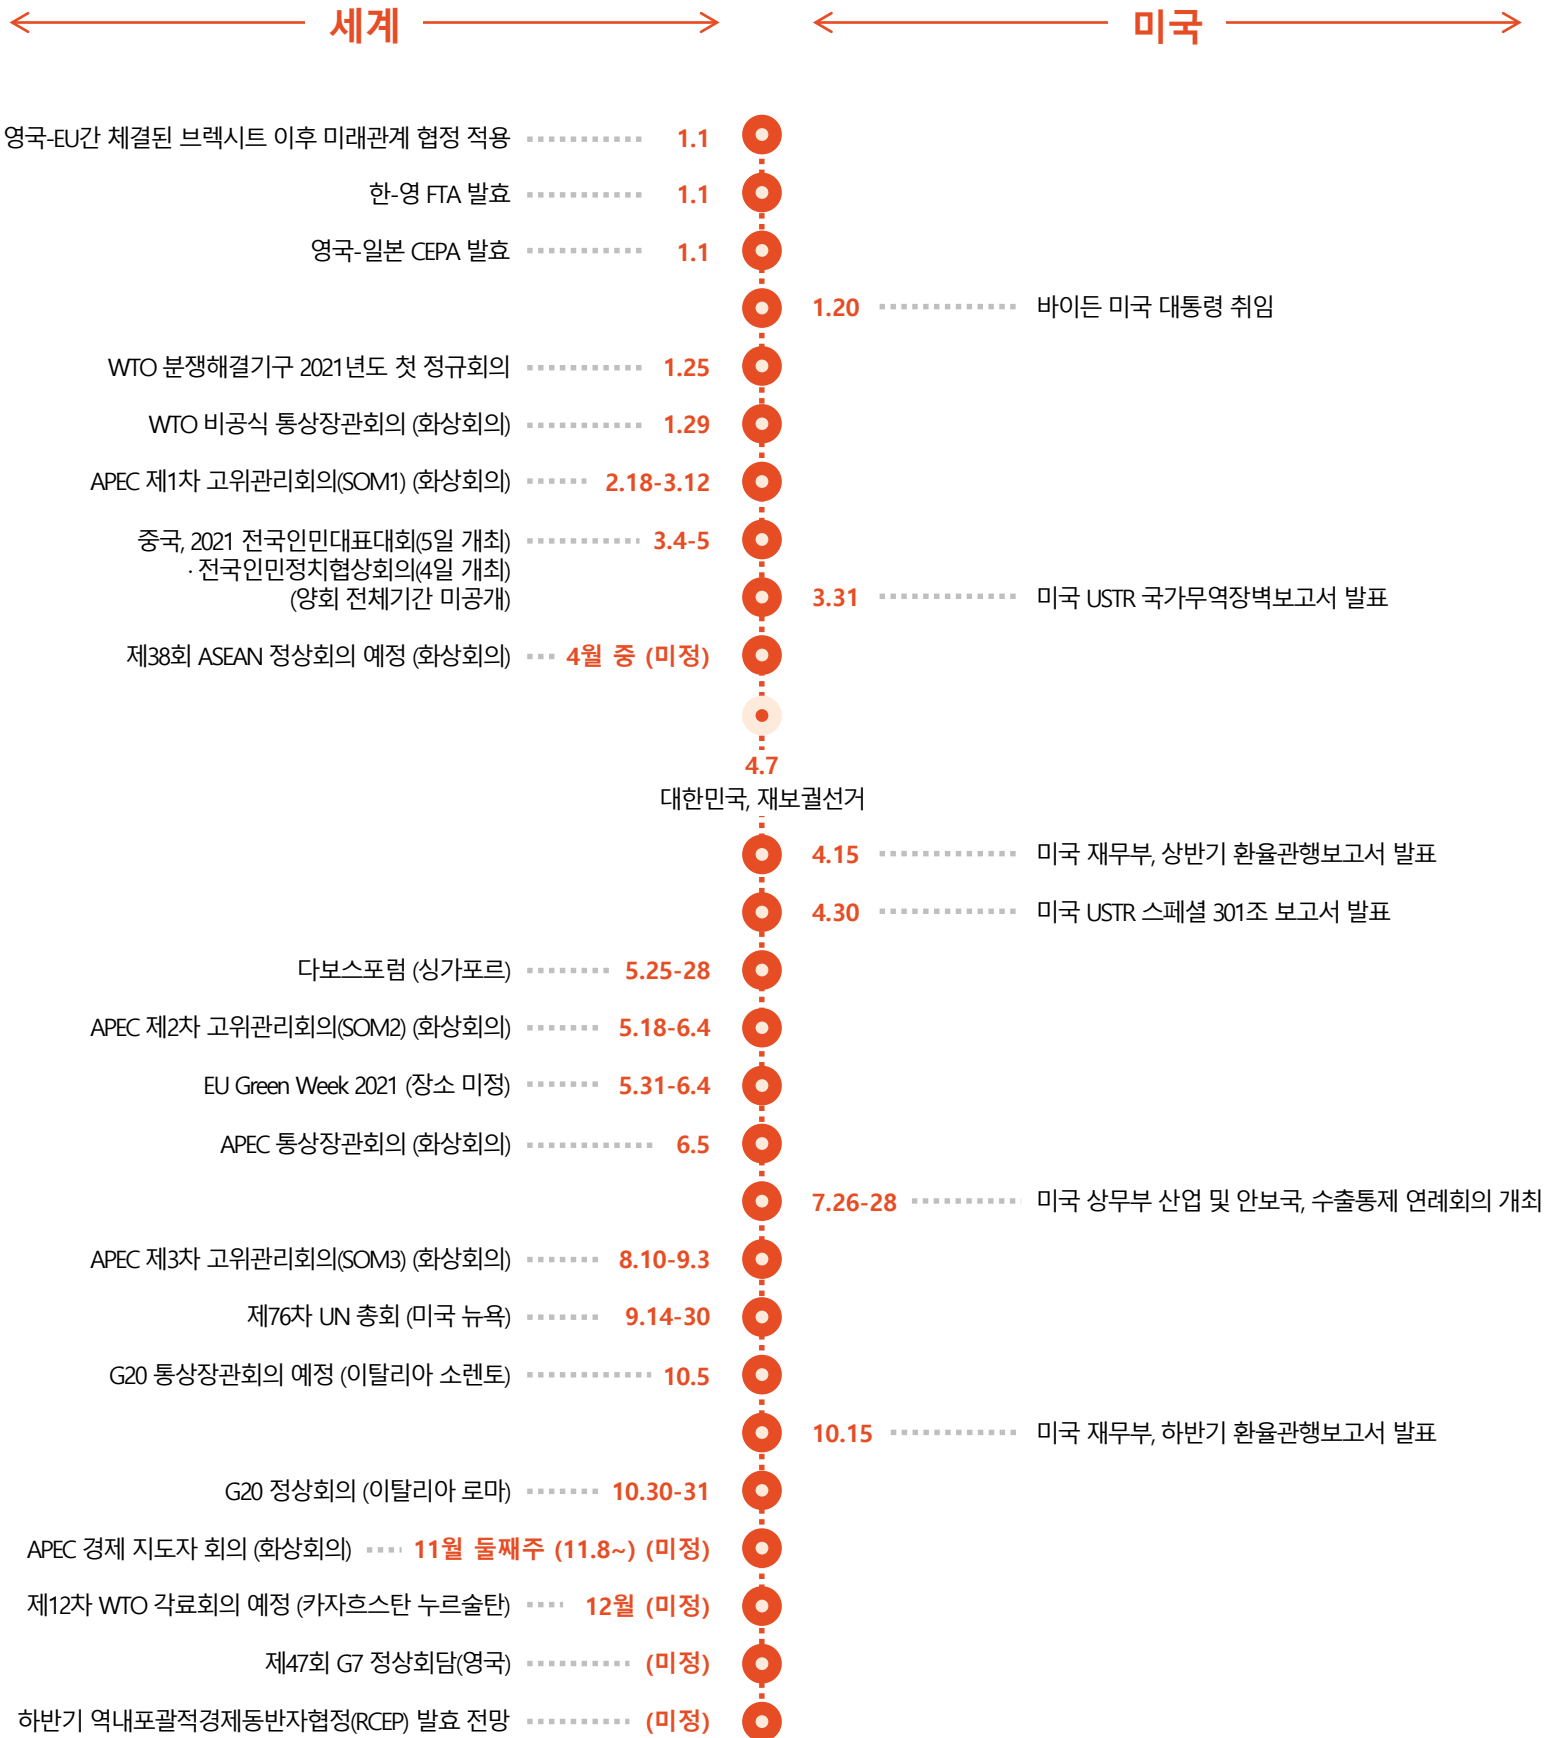 세계
미국
영국-EU간 체결된 브렉시트 이후 미래관계 협정 적용 1.1
한-영 FTA 발효 1.1
영국-일본 CEPA 발효 1.1
1.20 바이든 미국 대통령 취임
WTO 분쟁해결기구 2021년도 첫 정규회의 1.25
WTO 비공식 통상장관회의 (화상회의) 1.29
APEC 제1차 고위관리회의(SOM1) (화상회의) 2.18-3.12
중국, 2021 전국인민대표대회(5일 개최) 3.4-5
· 전국인민정치협상회의(4일 개최)
(양회 전체기간 미공개)
3.31 미국 USTR 국가무역장벽보고서 발표
제38회 ASEAN 정상회의 예정 (화상회의) 4월 중 (미정)
4.7
대한민국, 재보궐선거
4.15 미국 재무부, 상반기 환율관행보고서 발표
4.30 미국 USTR 스페셜 301조 보고서 발표
다보스포럼 (싱가포르) 5.25-28
APEC 제2차 고위관리회의(SOM2) (화상회의) 5.18-6.4
EU Green Week 2021 (장소 미정) 5.31-6.4
APEC 통상장관회의 (화상회의) 6.5
7.26-28 미국 상무부 산업 및 안보국, 수출통제 연례회의 개최
APEC 제3차 고위관리회의(SOM3) (화상회의) 8.10-9.3
제76차 UN 총회 (미국 뉴욕) 9.14-30
G20 통상장관회의 예정 (이탈리아 소렌토) 10.5
10.15 미국 재무부, 하반기 환율관행보고서 발표
G20 정상회의 (이탈리아 로마) 10.30-31
APEC 경제 지도자 회의 (화상회의) 11월 둘째주 (11.8~) (미정)
제12차 WTO 각료회의 예정 (카자흐스탄 누르술탄) 12월 (미정)
제47회 G7 정상회담(영국) (미정)
하반기 역내포괄적경제동반자협정(RCEP) 발효 전망 (미정)